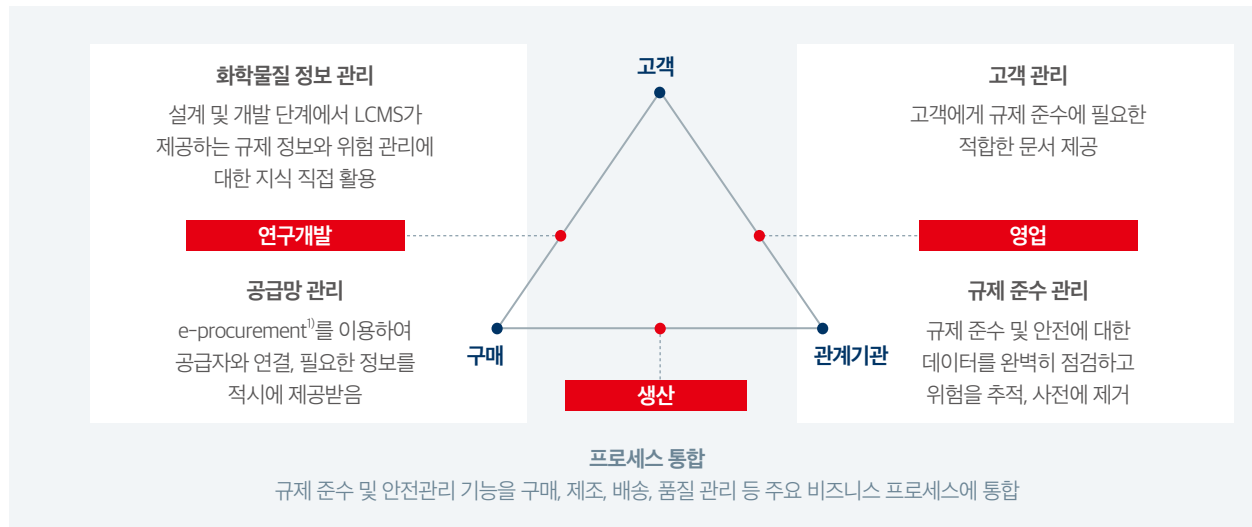 화학물질 정보 관리
설계 및 개발 단계에서 LCMS가
제공하는 규제 정보와 위험 관리에
대한 지식 직접 활용
연구개발
공급망 관리
e-procurement¹⁾를 이용하여
공급자와 연결, 필요한 정보를
적시에 제공받음
고객
구매
관계기관
생산
고객 관리
고객에게 규제 준수에 필요한
적합한 문서 제공
영업
규제 준수 관리
규제 준수 및 안전에 대한
데이터를 완벽히 점검하고
위험을 추적, 사전에 제거
프로세스 통합
규제 준수 및 안전관리 기능을 구매, 제조, 배송, 품질 관리 등 주요 비즈니스 프로세스에 통합